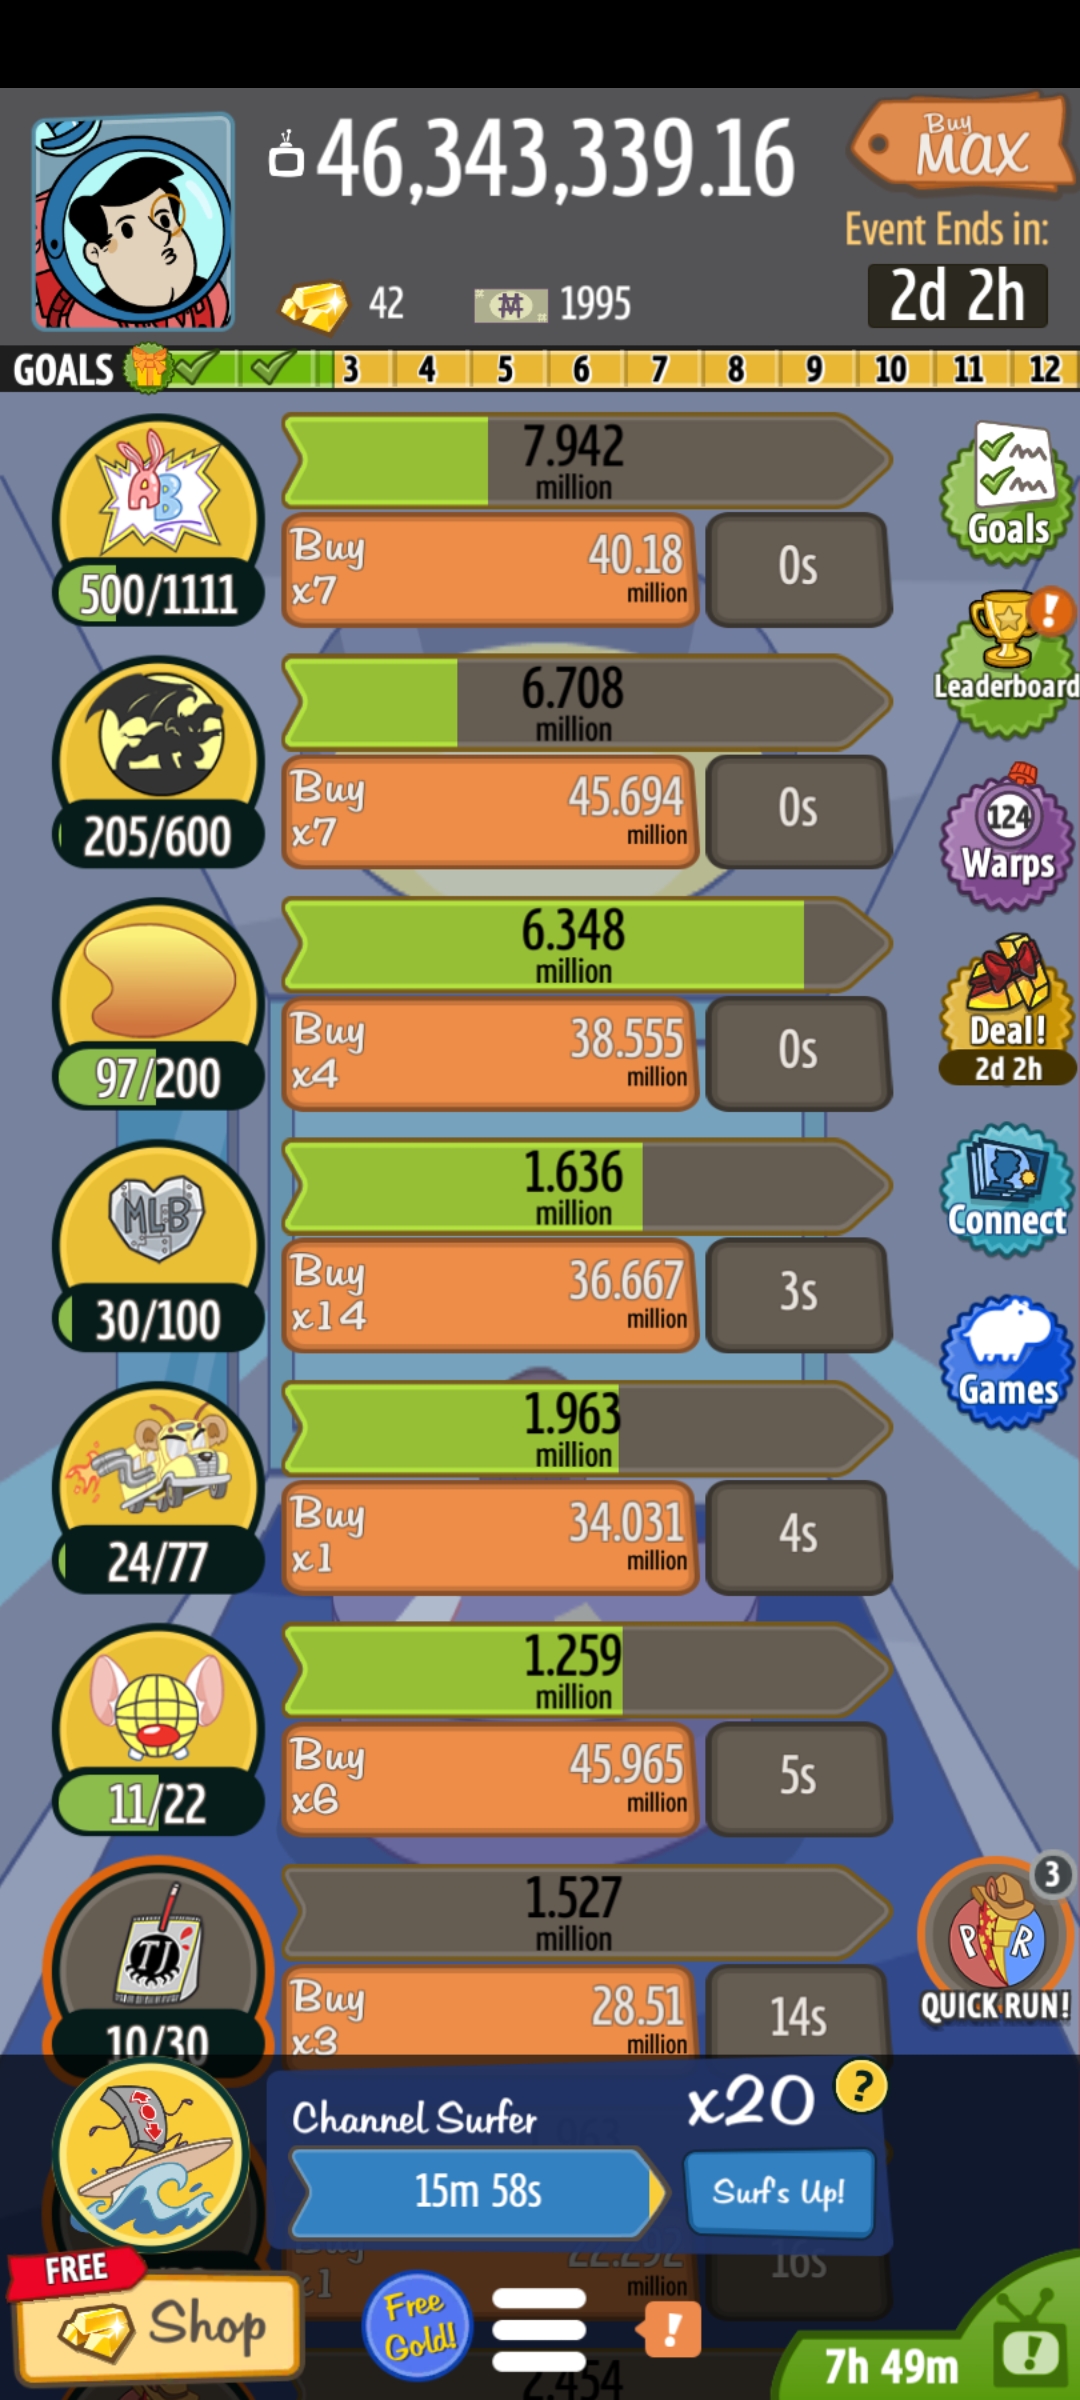 46,343,339.16
Buy
MAX
Event Ends in:
42
1995
2d 2h
GOALS 3 4 5 6 7 8 9 10 11 12
AB
500/1111
7.942
million
Buy
x7
40.18
million
0s
Goals
205/600
6.708
million
Buy
x7
45.694
million
0s
!
Leaderboard
124
Warps
97/200
6.348
million
Buy
x4
38.555
million
0s
Deal!
2d 2h
MLB
30/100
1.636
million
Buy
x14
36.667
million
3s
Connect
Games
24/77
1.963
million
Buy
x1
34.031
million
4s
11/22
1.259
million
Buy
x6
45.965
million
5s
TJ
10/30
1.527
million
Buy
x3
28.51
million
14s
3
P R
QUICK RUN!
Channel Surfer
x20
?
15m 58s
Surf's Up!
.963
Buy
x1
22.292
million
16s
FREE
Shop
Free
Gold!
!
2.454
7h 49m
!